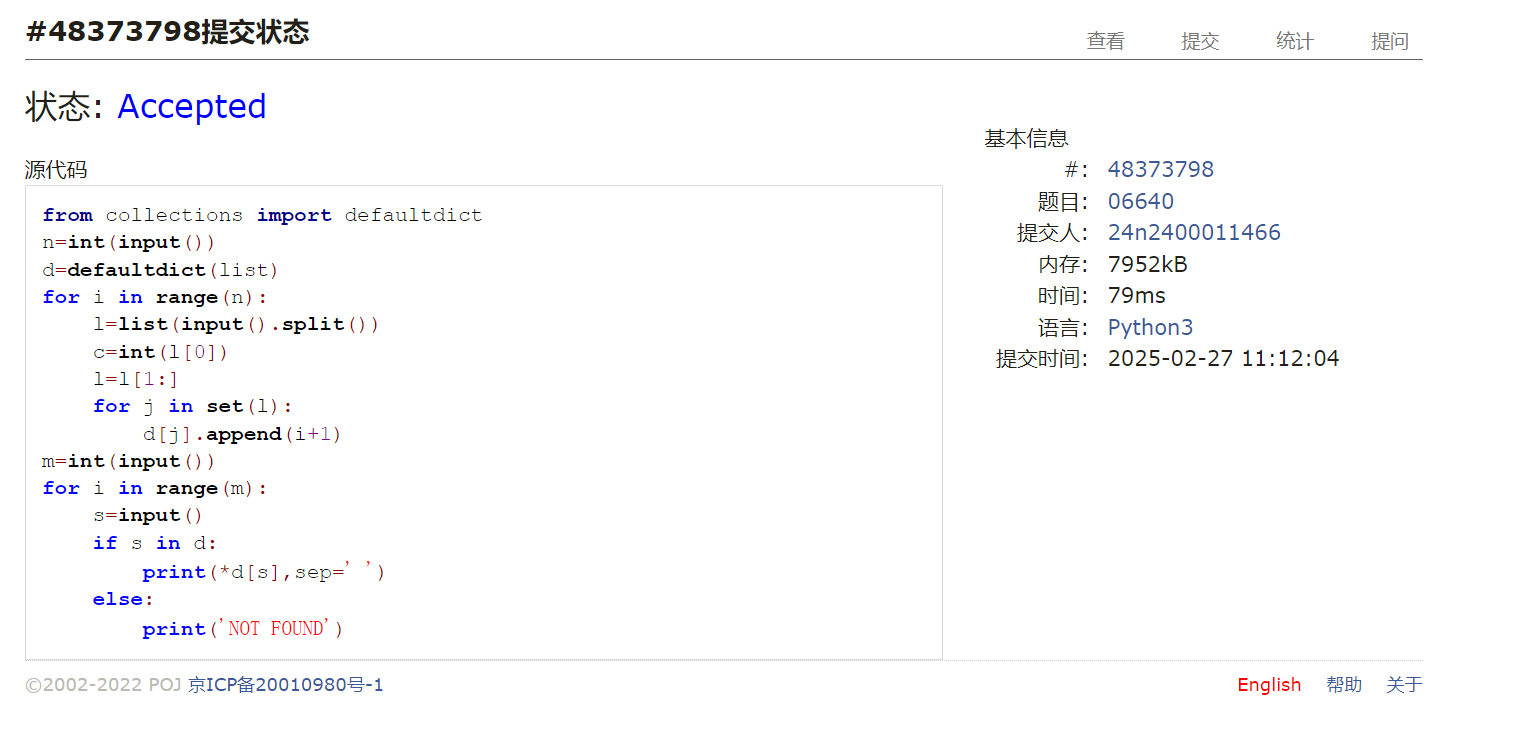 #48373798提交状态
查看 提交 统计 提问
状态: Accepted
源代码
from collections import defaultdict
n=int(input())
d=defaultdict(list)
for i in range(n):
    l=list(input().split())
    c=int(l[0])
    l=l[1:]
    for j in set(l):
        d[j].append(i+1)
m=int(input())
for i in range(m):
    s=input()
    if s in d:
        print(*d[s],sep=' ')
    else:
        print('NOT FOUND')
基本信息
#: 48373798
题目: 06640
提交人: 24n2400011466
内存: 7952kB
时间: 79ms
语言: Python3
提交时间: 2025-02-27 11:12:04
©2002-2022 POJ 京ICP备20010980号-1
English 帮助 关于